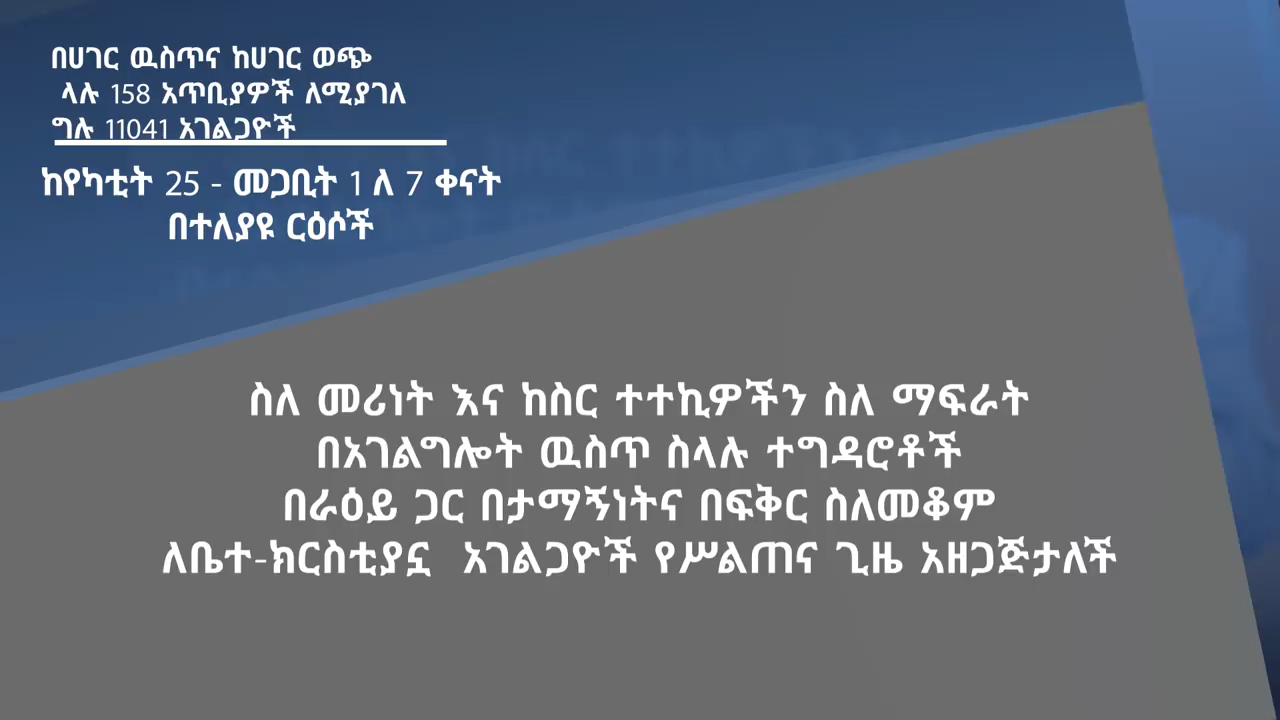 በሀገር ዉስጥና ከሀገር ወጭ
ላሉ 158 አጥቢያዎች ለሚያገለ
ግሉ 11041 አገልጋዮች
ከየካቲት 25 - መጋቢት 1 ለ 7 ቀናት
በተለያዩ ርዕሶች
ስለ መሪነት እና ከስር ተተኪዎችን ስለ ማፍራት
በአገልግሎት ዉስጥ ስላሉ ተግዳሮቶች
በራዕይ ጋር በታማኝነትና በፍቅር ስለመቆም
ለቤተ-ክርስቲያኗ አገልጋዮች የሥልጠና ጊዜ አዘጋጅታለች